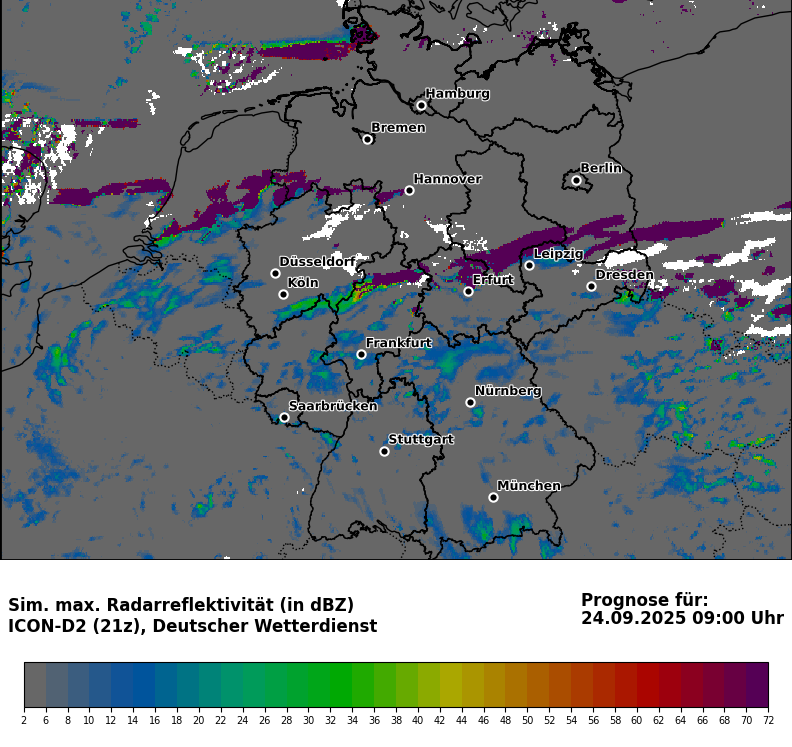 Hamburg
Bremen
Berlin
Hannover
Leipzig
Düsseldorf
Dresden
Köln
Erfurt
Frankfurt
Nürnberg
Saarbrücken
Stuttgart
München
Sim. max. Radarreflektivität (in dBZ)
ICON-D2 (21z), Deutscher Wetterdienst
Prognose für:
24.09.2025 09:00 Uhr
2 6 8 10 12 14 16 18 20 22 24 26 28 30 32 34 36 38 40 42 44 46 48 50 52 54 56 58 60 62 64 66 68 70 72